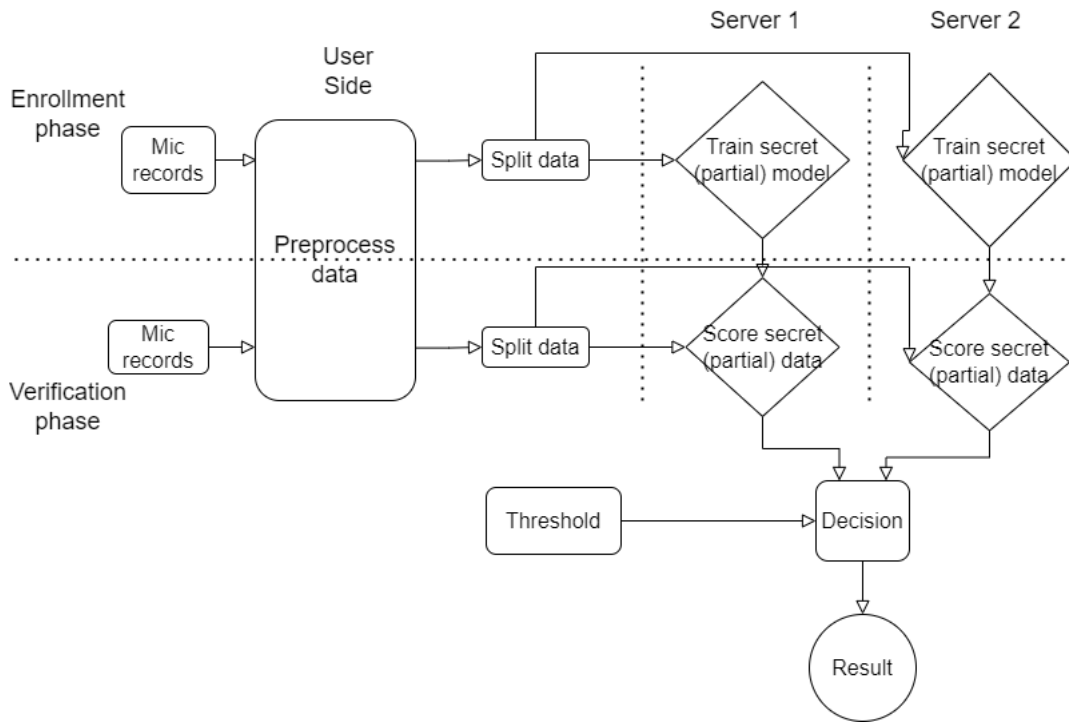 Server 1
Server 2
User
Side
Enrollment
phase
Mic
records
Split data
Train secret
(partial) model
Train secret
(partial) model
Preprocess
data
Mic
records
Split data
Score secret
(partial) data
Score secret
(partial) data
Verification
phase
Threshold
Decision
Result